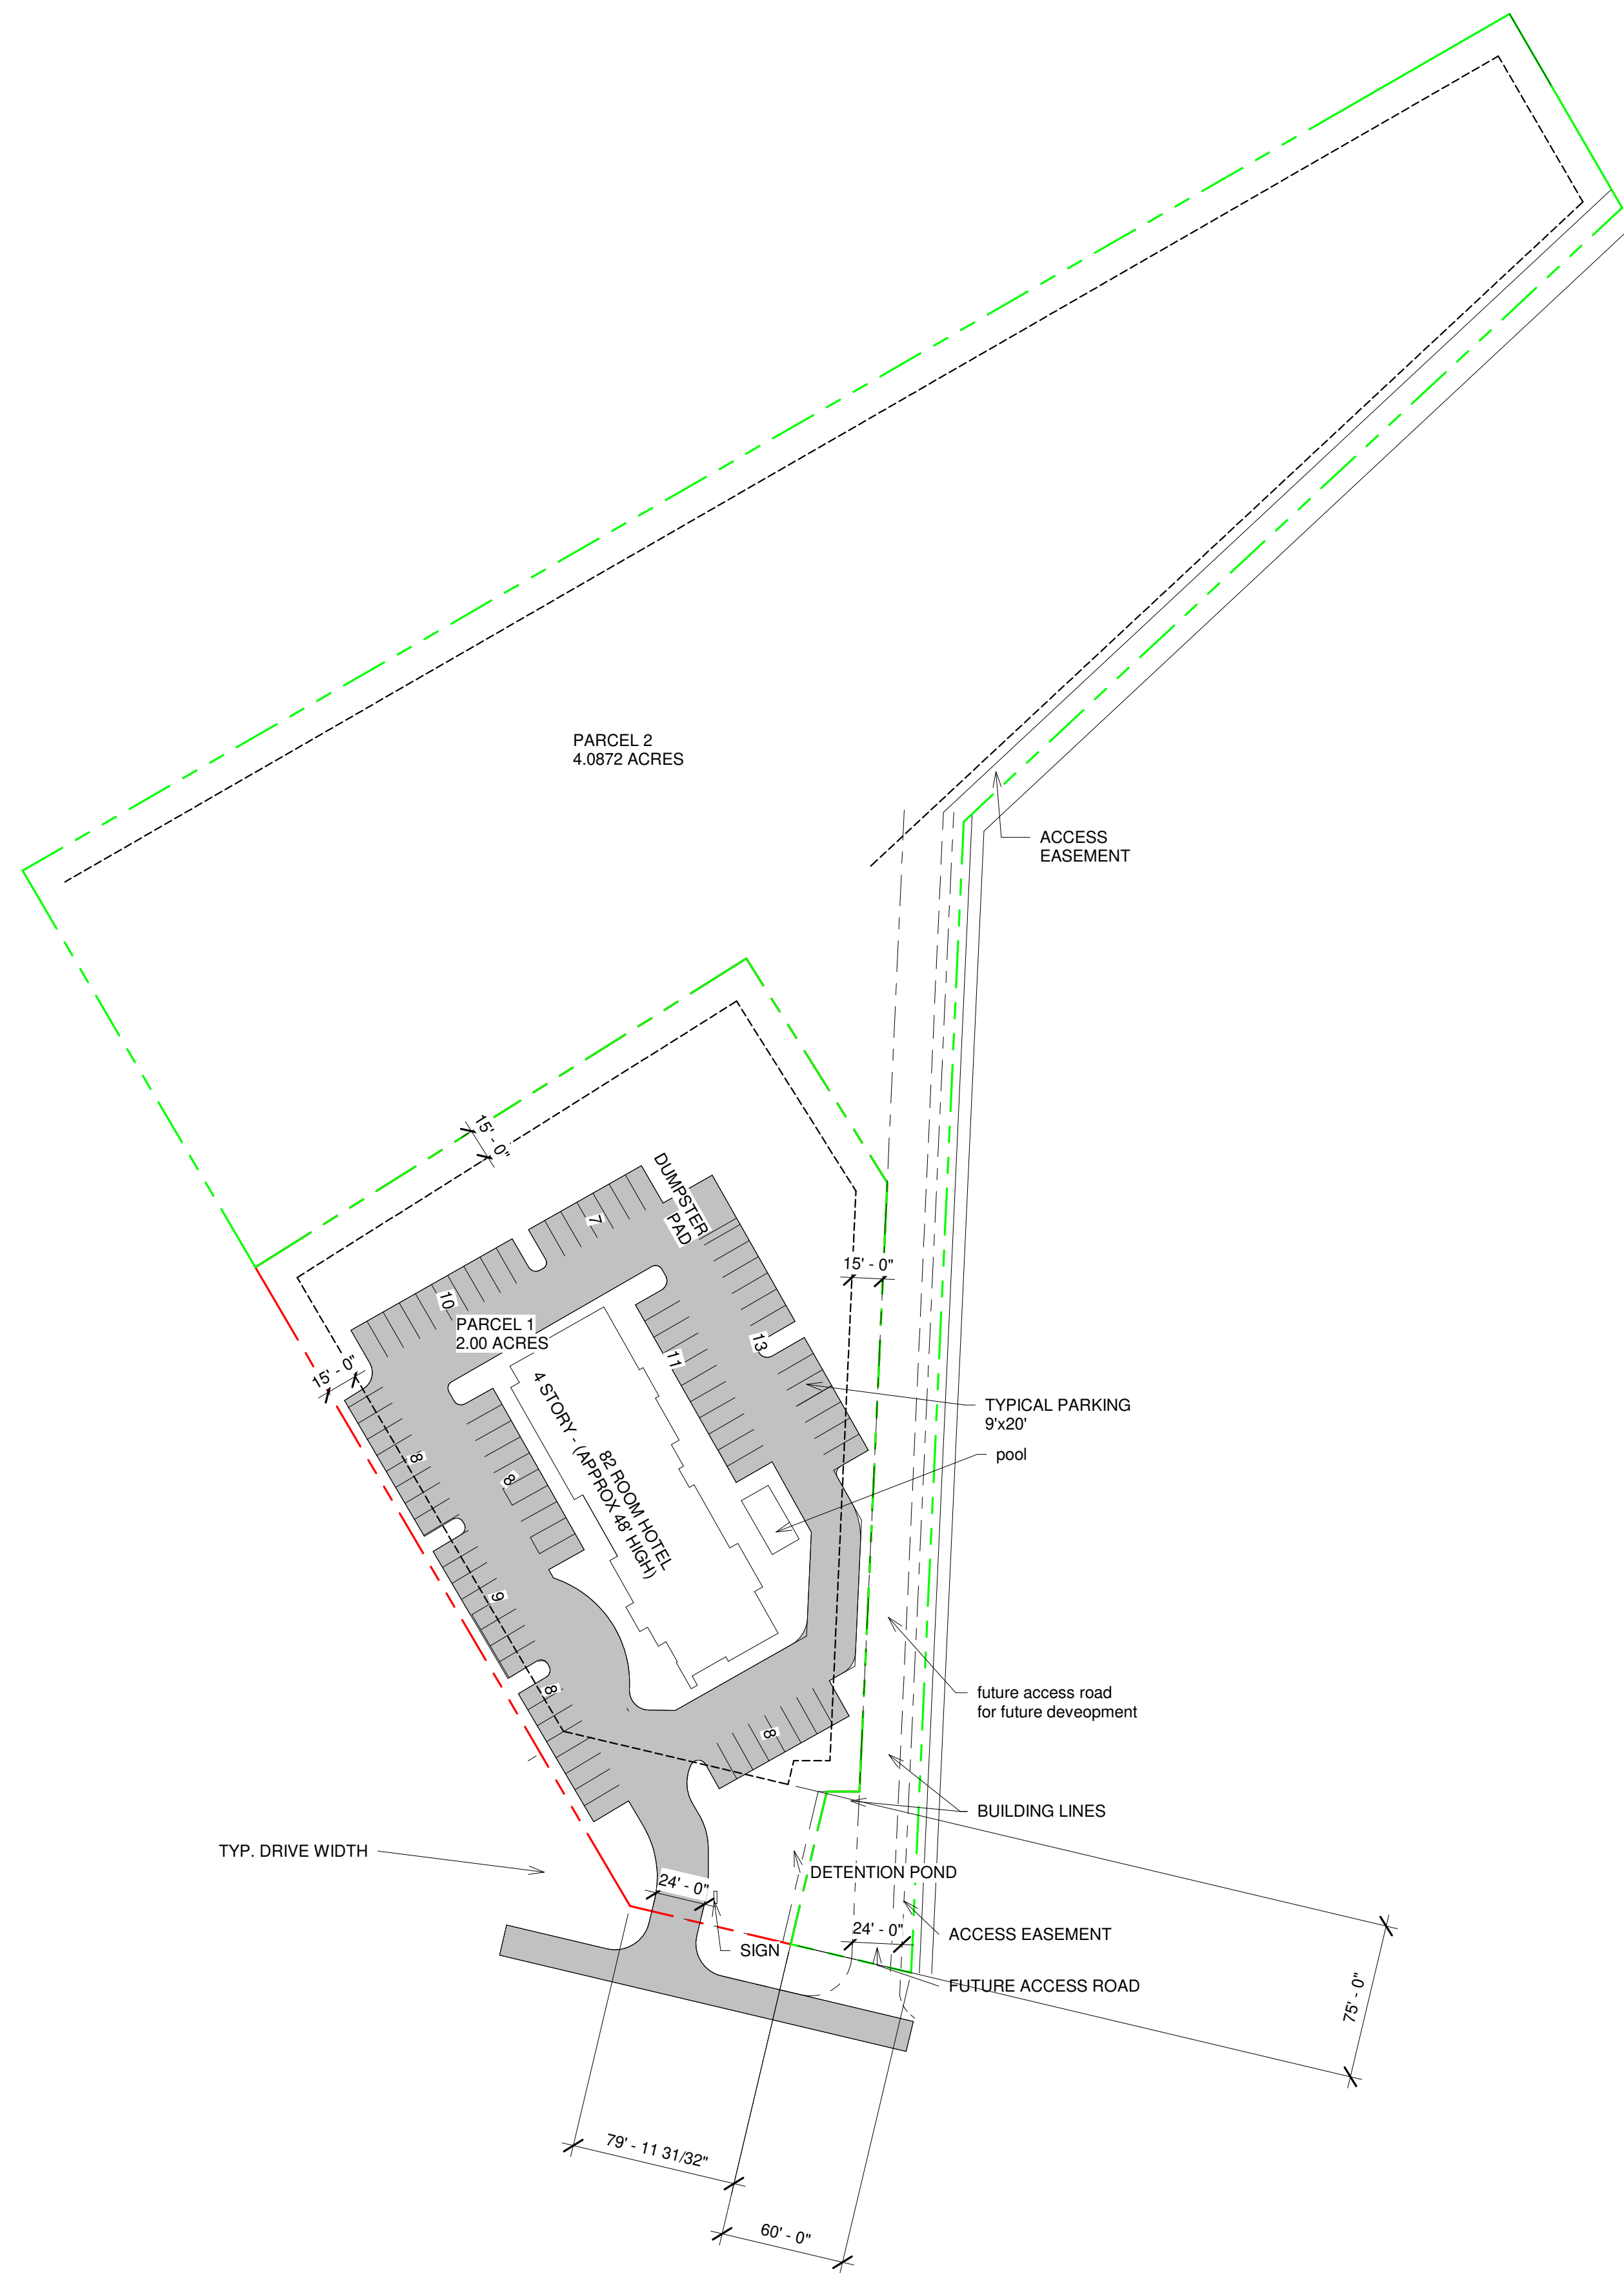 PARCEL 2
4.0872 ACRES
ACCESS
EASEMENT
15' - 0"
DUMPSTER
PAD
7
15' - 0"
10
PARCEL 1
2.00 ACRES
13
11
15' - 0"
4 STORY - (APPROX 48' HIGH)
82 ROOM HOTEL
TYPICAL PARKING
9'x20'
pool
8
8
9
8
future access road
for future deveopment
8
BUILDING LINES
TYP. DRIVE WIDTH
DETENTION POND
24' - 0"
24' - 0"
ACCESS EASEMENT
SIGN
FUTURE ACCESS ROAD
75' - 0"
79' - 11 31/32"
60' - 0"